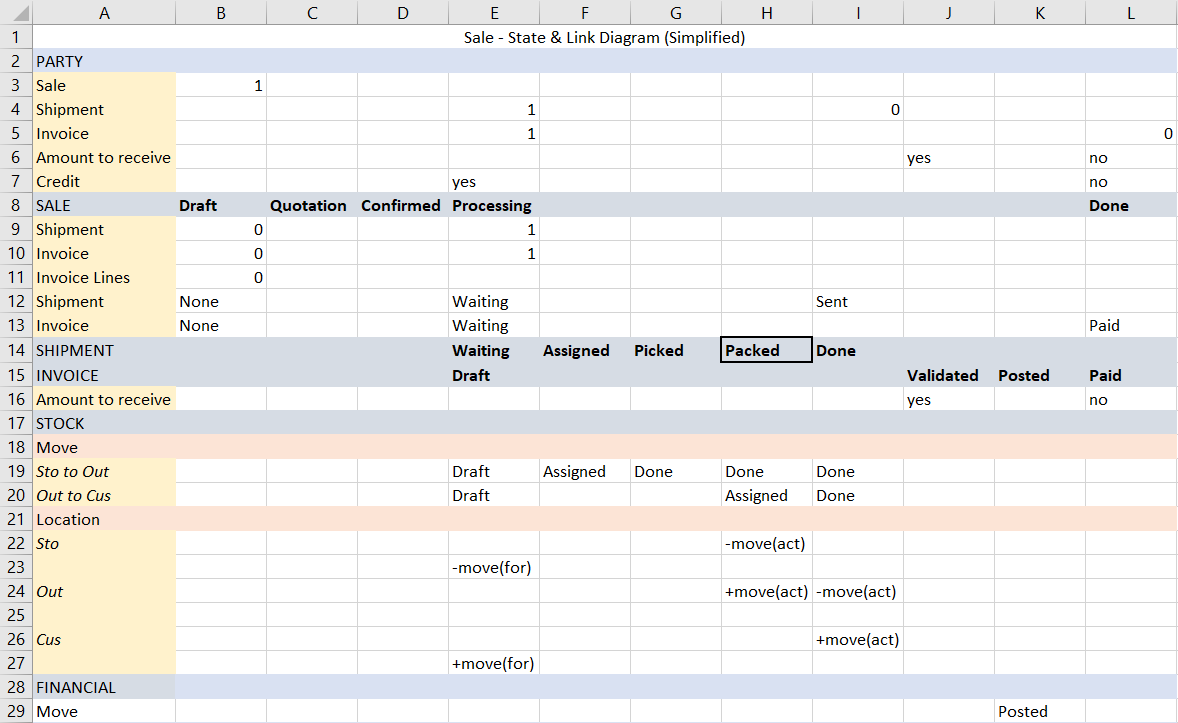 A B C D E F G H I J K L
1 Sale - State & Link Diagram (Simplified)
2 PARTY
3 Sale 1
4 Shipment 1 0
5 Invoice 1 0
6 Amount to receive yes no
7 Credit yes no
8 SALE Draft Quotation Confirmed Processing Done
9 Shipment 0 1
10 Invoice 0 1
11 Invoice Lines 0
12 Shipment None Waiting Sent
13 Invoice None Waiting Paid
14 SHIPMENT Waiting Assigned Picked Packed Done
15 INVOICE Draft Validated Posted Paid
16 Amount to receive yes no
17 STOCK
18 Move
19 Sto to Out Draft Assigned Done Done Done
20 Out to Cus Draft Assigned Done
21 Location
22 Sto -move(act)
23 -move(for)
24 Out +move(act) -move(act)
25
26 Cus +move(act)
27 +move(for)
28 FINANCIAL
29 Move Posted